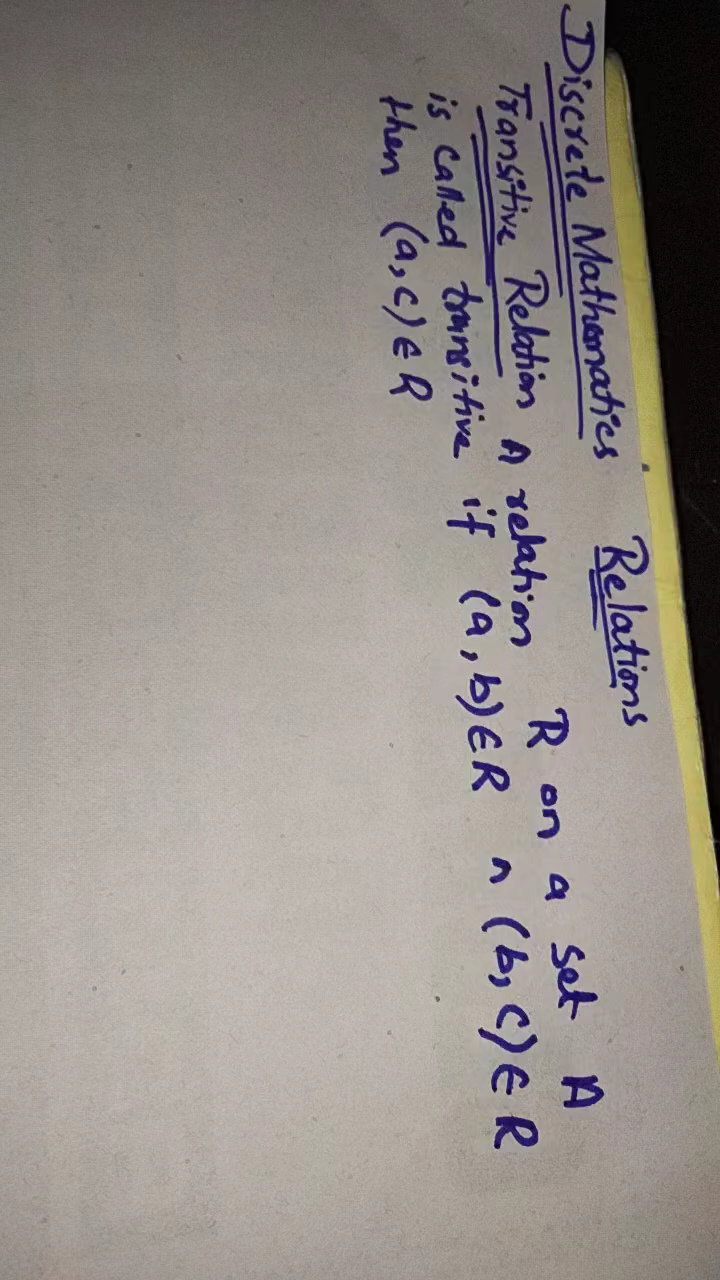 Discrete Mathematics Relations
Transitive Relation A relation R on a set A
is called transitive if (a,b)∈R ∧ (b,c)∈R
then (a,c)∈R